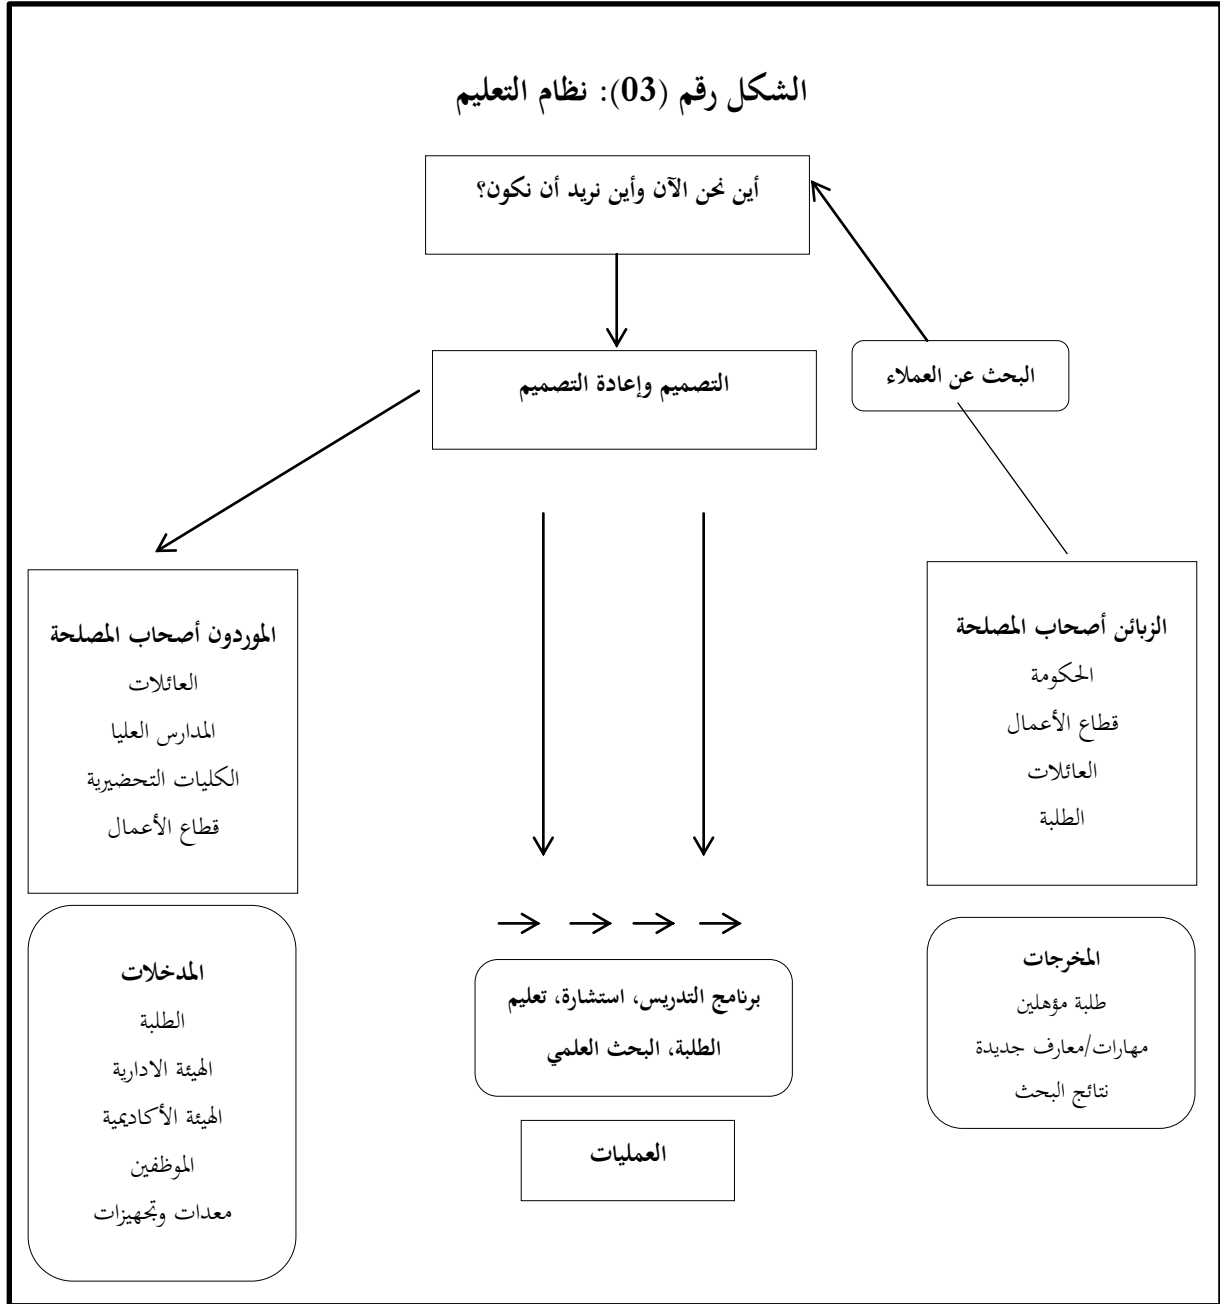 الشكل رقم (03): نظام التعليم
أين نحن الآن وأين نريد أن نكون؟
البحث عن العملاء
التصميم وإعادة التصميم
الزبائن أصحاب المصلحة
الحكومة
قطاع الأعمال
العائلات
الطلبة
الموردون أصحاب المصلحة
العائلات
المدارس العليا
الكليات التحضيرية
قطاع الأعمال
المخرجات
طلبة مؤهلين
مهارات/معارف جديدة
نتائج البحث
برنامج التدريس، استشارة، تعليم
الطلبة، البحث العلمي
العمليات
المدخلات
الطلبة
الهيئة الادارية
الهيئة الأكاديمية
الموظفين
معدات وتجهيزات